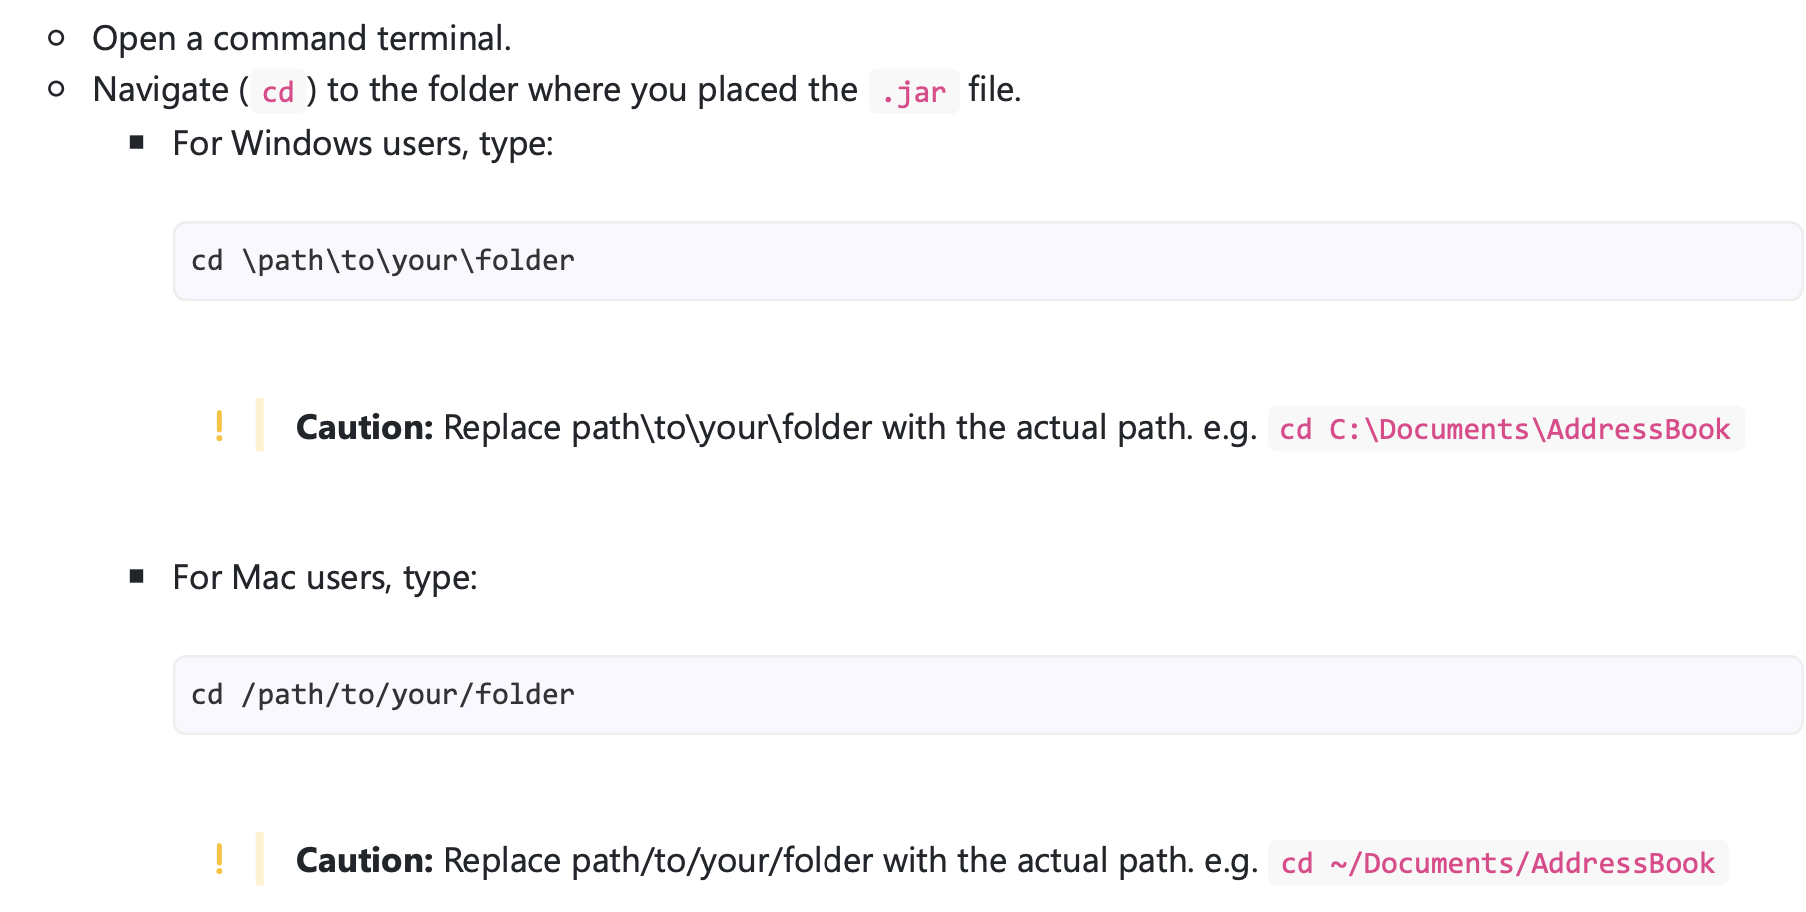 Open a command terminal.
Navigate ( cd ) to the folder where you placed the .jar file.
For Windows users, type:
cd \path\to\your\folder
! Caution: Replace path\to\your\folder with the actual path. e.g. cd C:\Documents\AddressBook
For Mac users, type:
cd /path/to/your/folder
! Caution: Replace path/to/your/folder with the actual path. e.g. cd ~/Documents/AddressBook